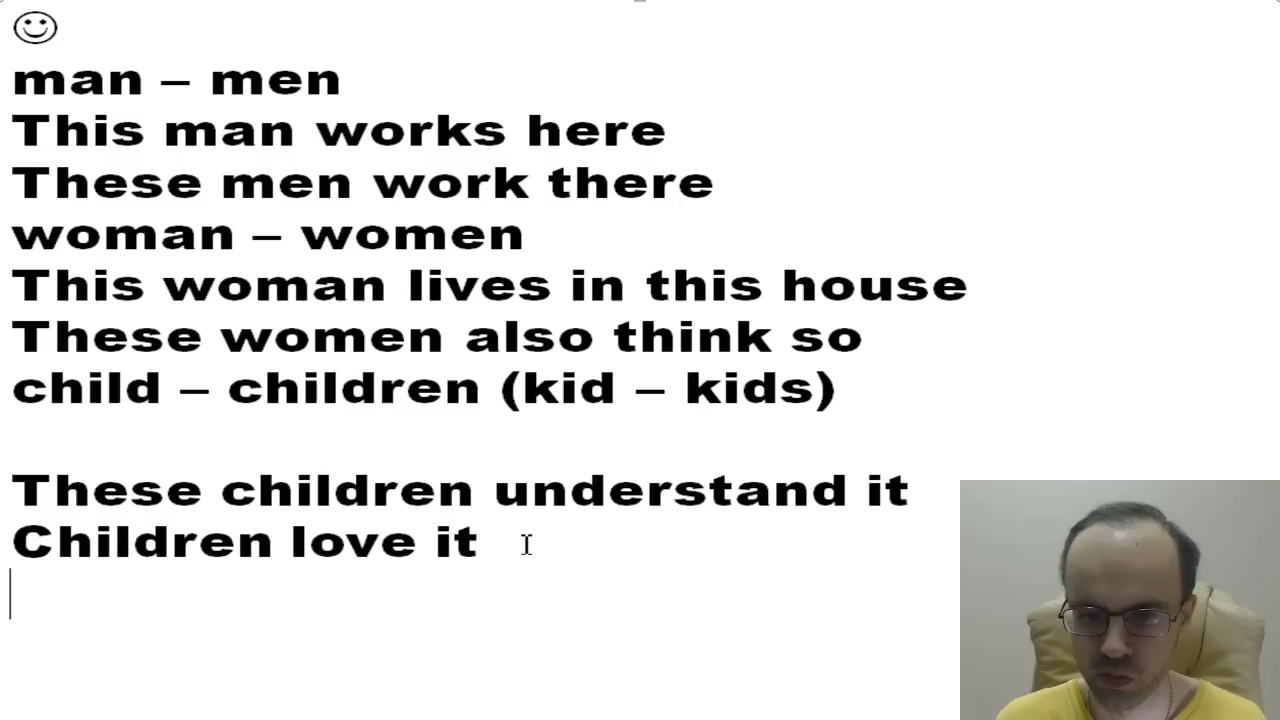 man – men
This man works here
These men work there
woman – women
This woman lives in this house
These women also think so
child – children (kid – kids)
These children understand it
Children love it